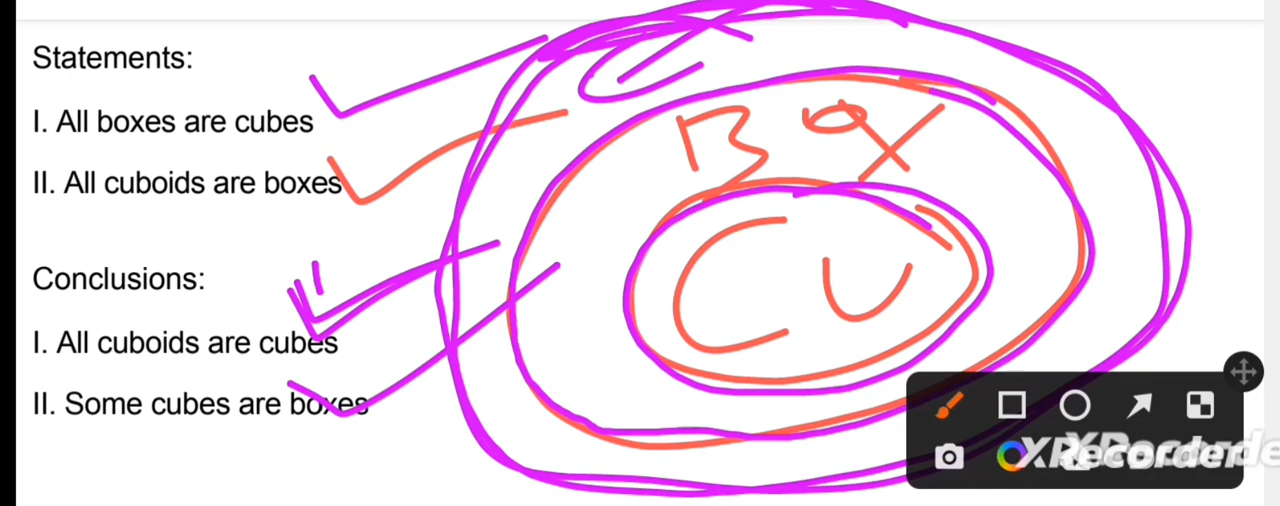 Statements:
I. All boxes are cubes
II. All cuboids are boxes
Conclusions:
I. All cuboids are cubes
II. Some cubes are boxes
BOX
CU
XRecorder